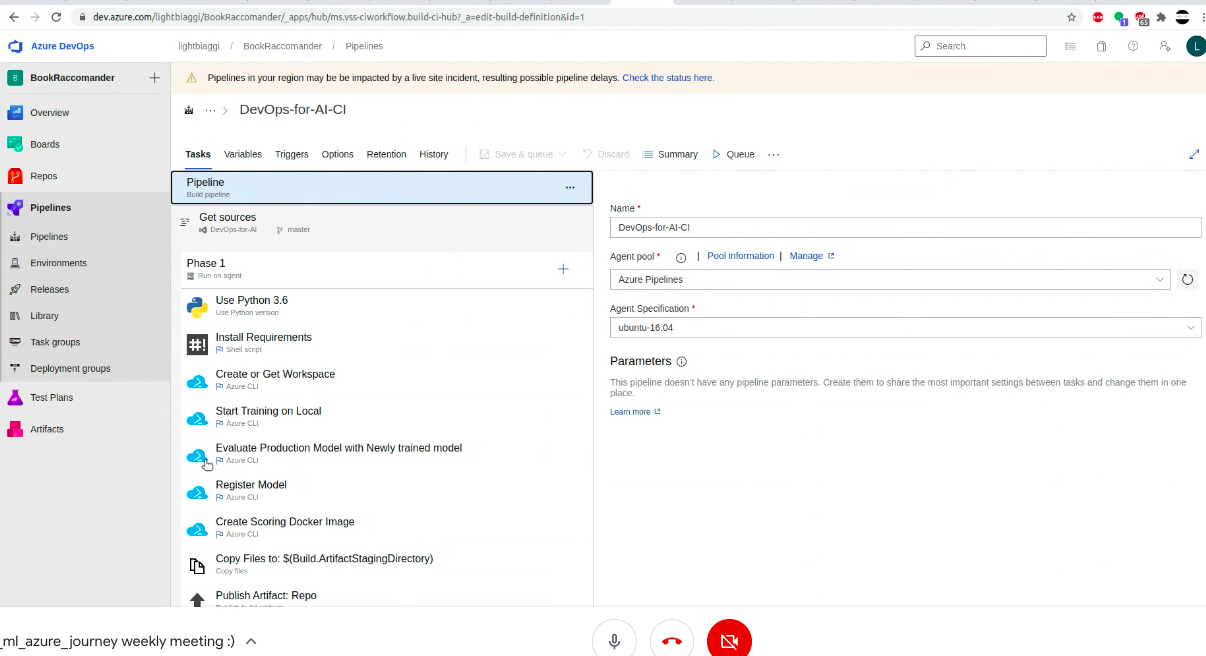 dev.azure.com/lightbiaggi/BookRaccomander/_apps/hub/ms.vss-ciworkflow.build-ci-hub?_a=edit-build-definition&id=1
Azure DevOps
lightbiaggi / BookRaccomander / Pipelines
Search
L
B BookRaccomander
Pipelines in your region may be be impacted by a live site incident, resulting possible pipeline delays. Check the status here.
Overview
Boards
Repos
Pipelines
Pipelines
Environments
Releases
Library
Task groups
Deployment groups
Test Plans
Artifacts
... > DevOps-for-AI-CI
Tasks Variables Triggers Options Retention History Save & queue Discard Summary Queue ...
Pipeline
Build pipeline
...
Get sources
DevOps-for-AI master
Phase 1
Run on agent
Use Python 3.6
Use Python version
Install Requirements
Shell script
Create or Get Workspace
Azure CLI
Start Training on Local
Azure CLI
Evaluate Production Model with Newly trained model
Azure CLI
Register Model
Azure CLI
Create Scoring Docker Image
Azure CLI
Copy Files to: $(Build.ArtifactStagingDirectory)
Copy files
Publish Artifact: Repo
Publish build artifacts
Name *
DevOps-for-AI-CI
Agent pool * | Pool information | Manage
Azure Pipelines
Agent Specification *
ubuntu-16.04
Parameters
This pipeline doesn't have any pipeline parameters. Create them to share the most important settings between tasks and change them in one
place.
Learn more
_ml_azure_journey weekly meeting :)